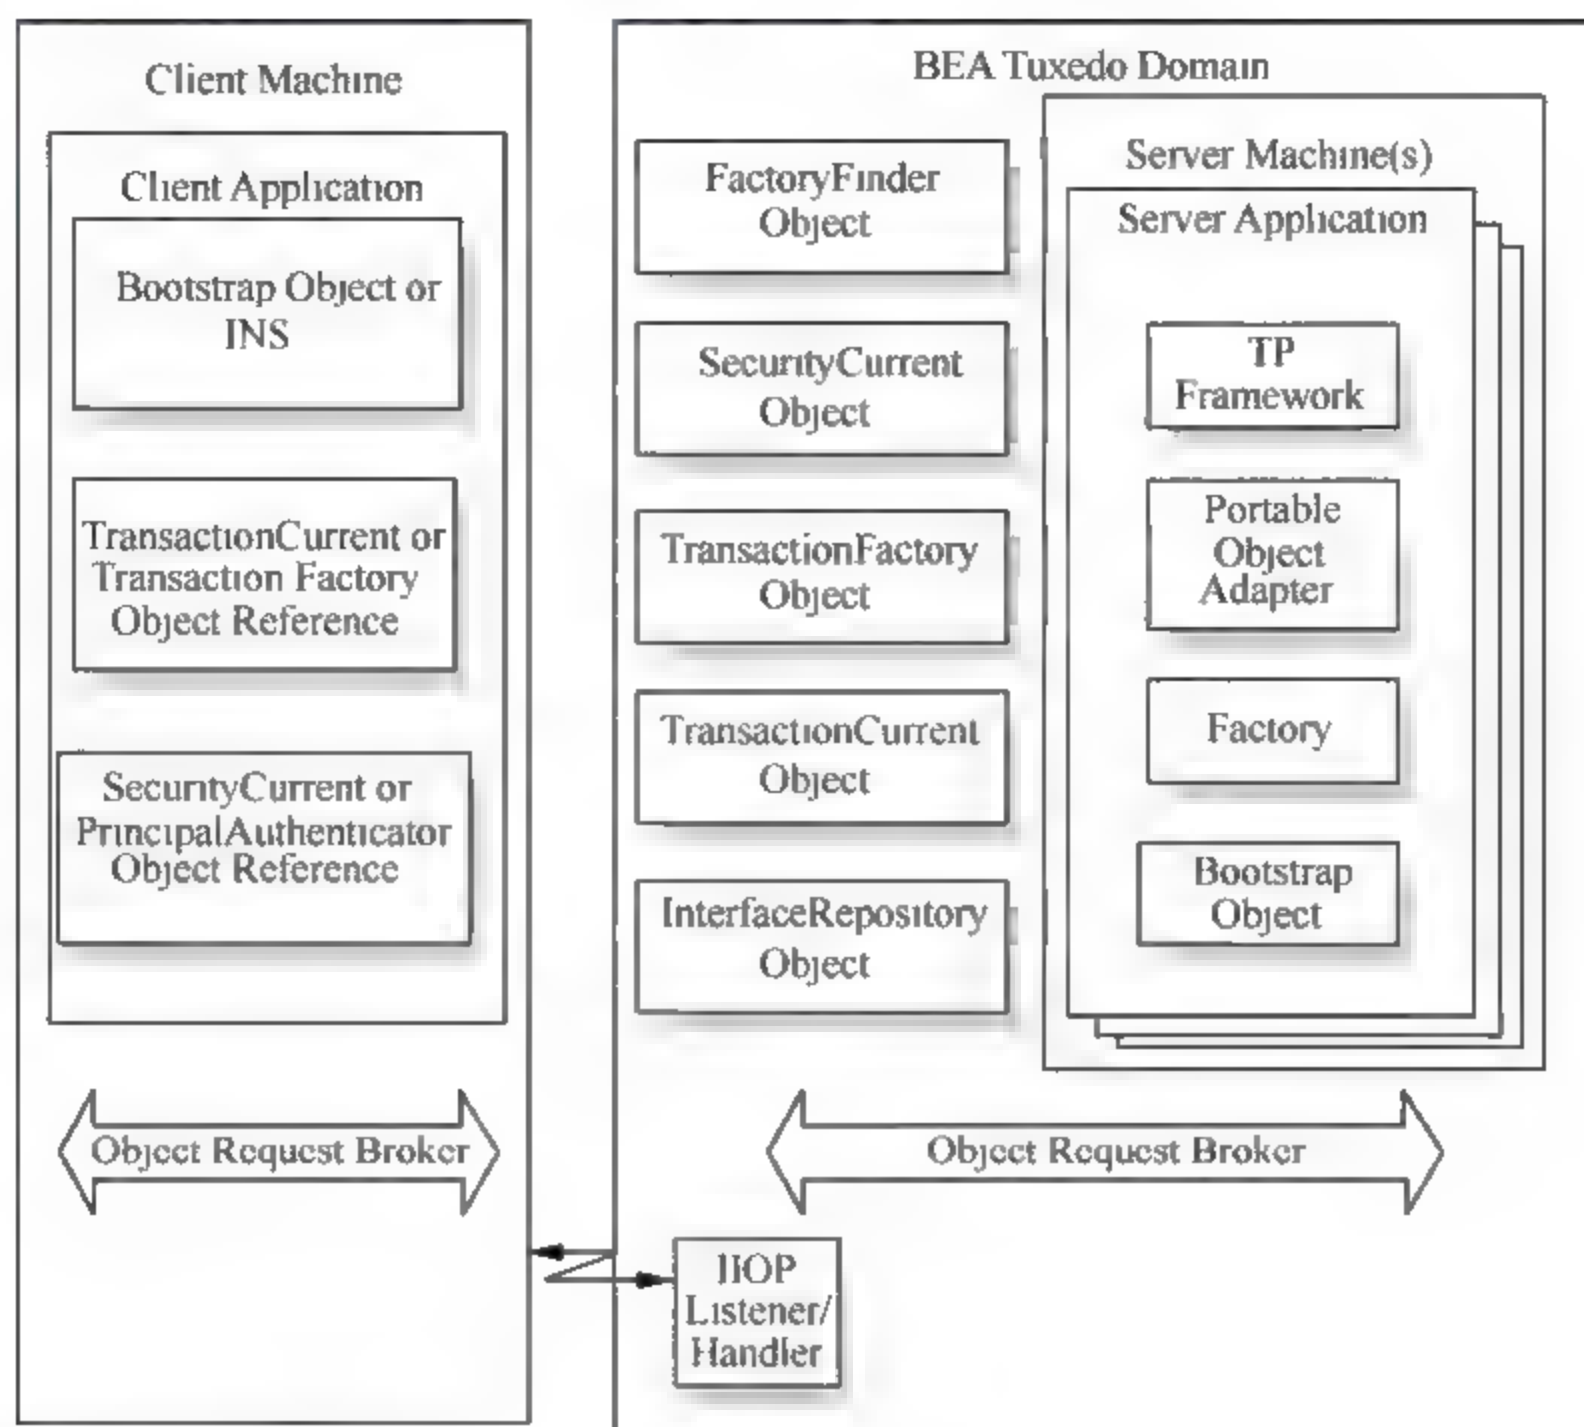 Client Machine
Client Application
Bootstrap Object or
INS
TransactionCurrent or
Transaction Factory
Object Reference
SecurityCurrent or
PrincipalAuthenticator
Object Reference
Object Request Broker
BEA Tuxedo Domain
FactoryFinder
Object
SecurityCurrent
Object
TransactionFactory
Object
TransactionCurrent
Object
InterfaceRepository
Object
Server Machine(s)
Server Application
TP
Framework
Portable
Object
Adapter
Factory
Bootstrap
Object
Object Request Broker
IIOP
Listener/
Handler